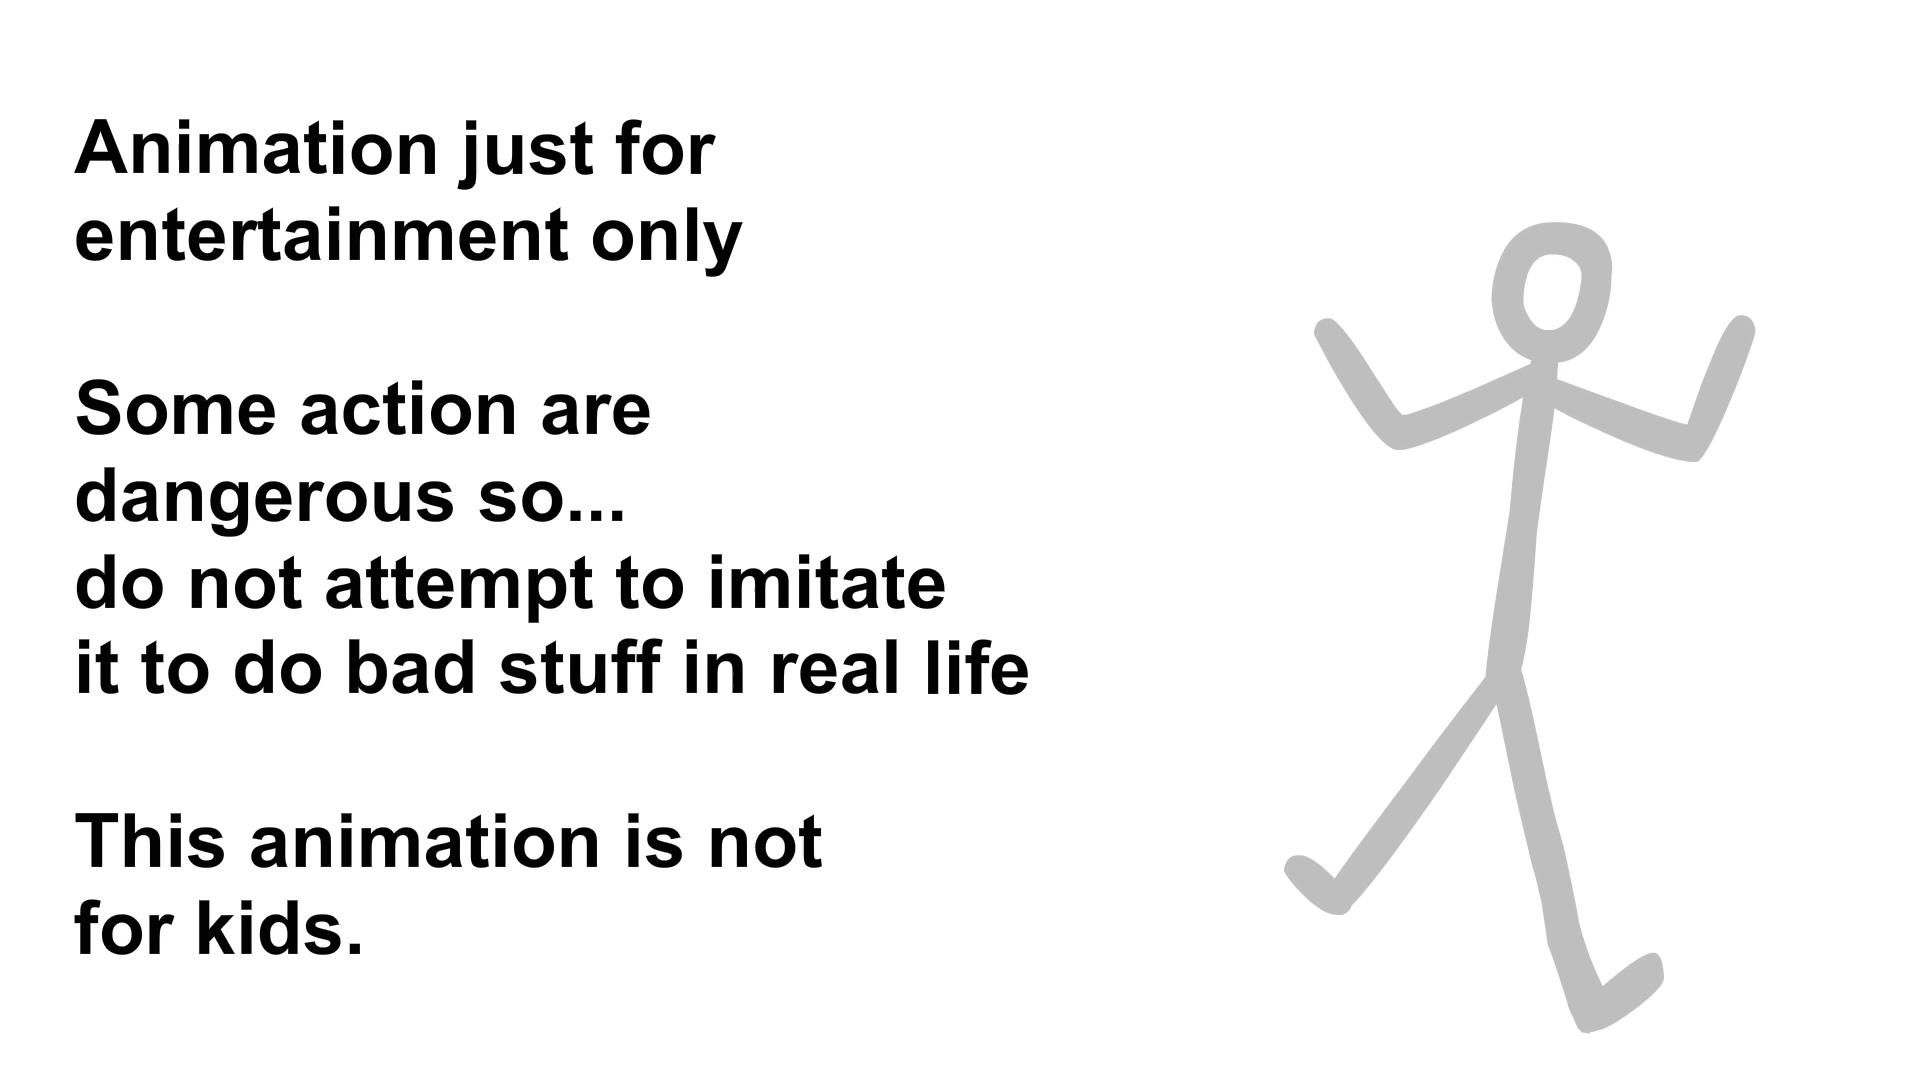 Animation just for
entertainment only
Some action are
dangerous so...
do not attempt to imitate
it to do bad stuff in real life
This animation is not
for kids.